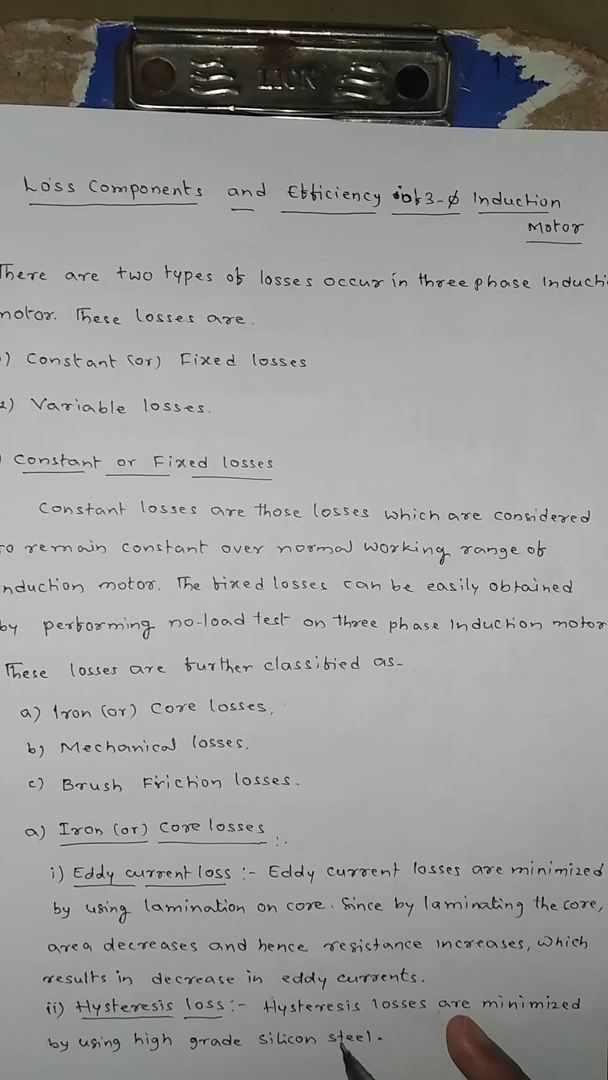 LION
Loss Components and Efficiency of 3-ø Induction
Motor
There are two types of losses occur in three phase Inducti
motor. These losses are.
) Constant (or) Fixed losses
2) Variable losses.
) Constant or Fixed losses
Constant losses are those losses which are considered
to remain constant over normal working range of
nduction motor. The fixed losses can be easily obtained
by performing no-load test on three phase Induction motor
These losses are further classified as-
a) Iron (or) Core losses,
b) Mechanical losses,
c) Brush Friction losses.
a) Iron (or) Core losses :.
i) Eddy current loss :- Eddy current losses are minimized
by using lamination on core. Since by laminating the core,
area decreases and hence resistance increases, which
results in decrease in eddy currents.
ii) Hysteresis loss :- Hysteresis losses are minimized
by using high grade silicon steel.